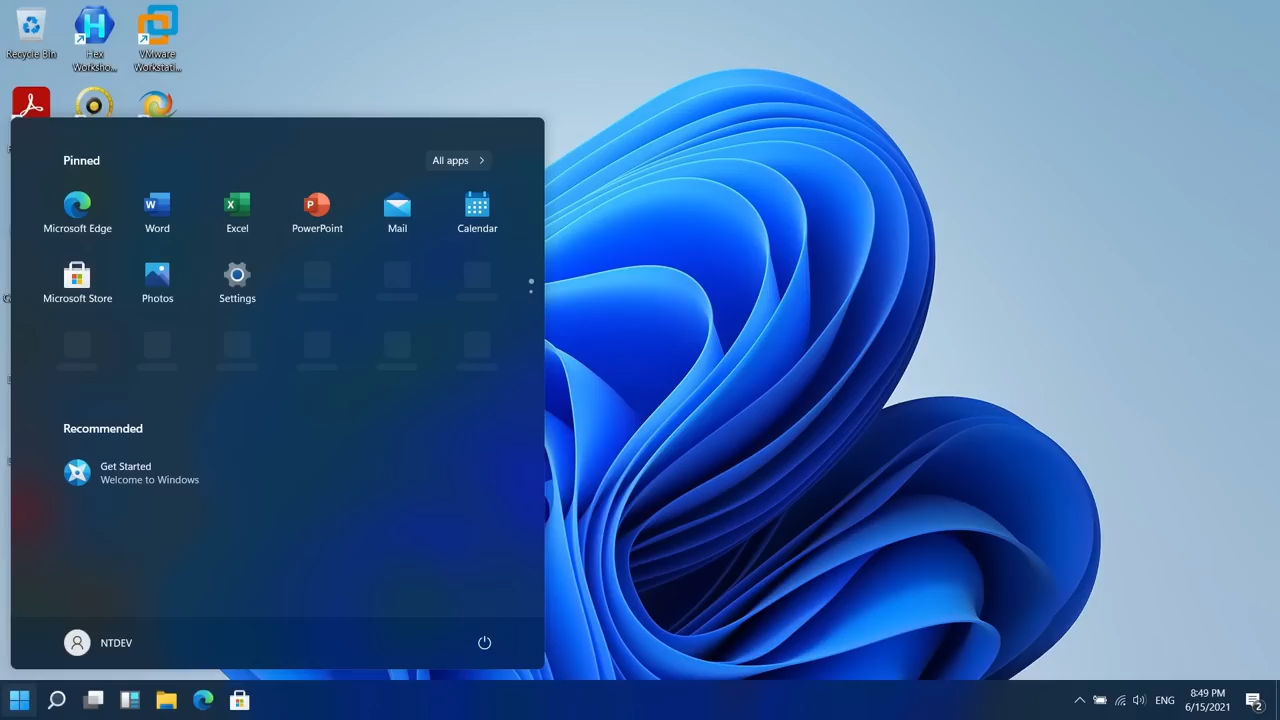 Recycle Bin
Hex
Worksho...
VMware
Workstati...
Pinned
All apps
Microsoft Edge
Word
Excel
PowerPoint
Mail
Calendar
Microsoft Store
Photos
Settings
Recommended
Get Started
Welcome to Windows
NTDEV
ENG
8:49 PM
6/15/2021
2